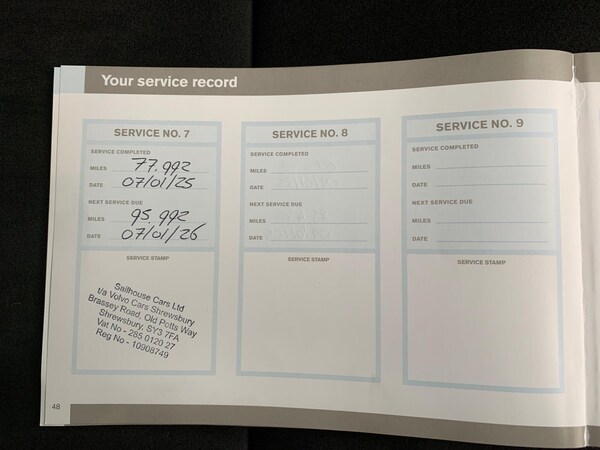 Your service record
SERVICE NO. 7
SERVICE COMPLETED
MILES 77.992
DATE 07/01/25
NEXT SERVICE DUE
MILES 95.992
DATE 07/01/26
SERVICE STAMP
Sailhouse Cars Ltd
t/a Volvo Cars Shrewsbury
Brassey Road, Old Potts Way
Shrewsbury, SY3 7FA
Vat No - 285 0120 27
Reg No - 10908749
SERVICE NO. 8
SERVICE COMPLETED
MILES
DATE
NEXT SERVICE DUE
MILES
DATE
SERVICE STAMP
SERVICE NO. 9
SERVICE COMPLETED
MILES
DATE
NEXT SERVICE DUE
MILES
DATE
SERVICE STAMP
48